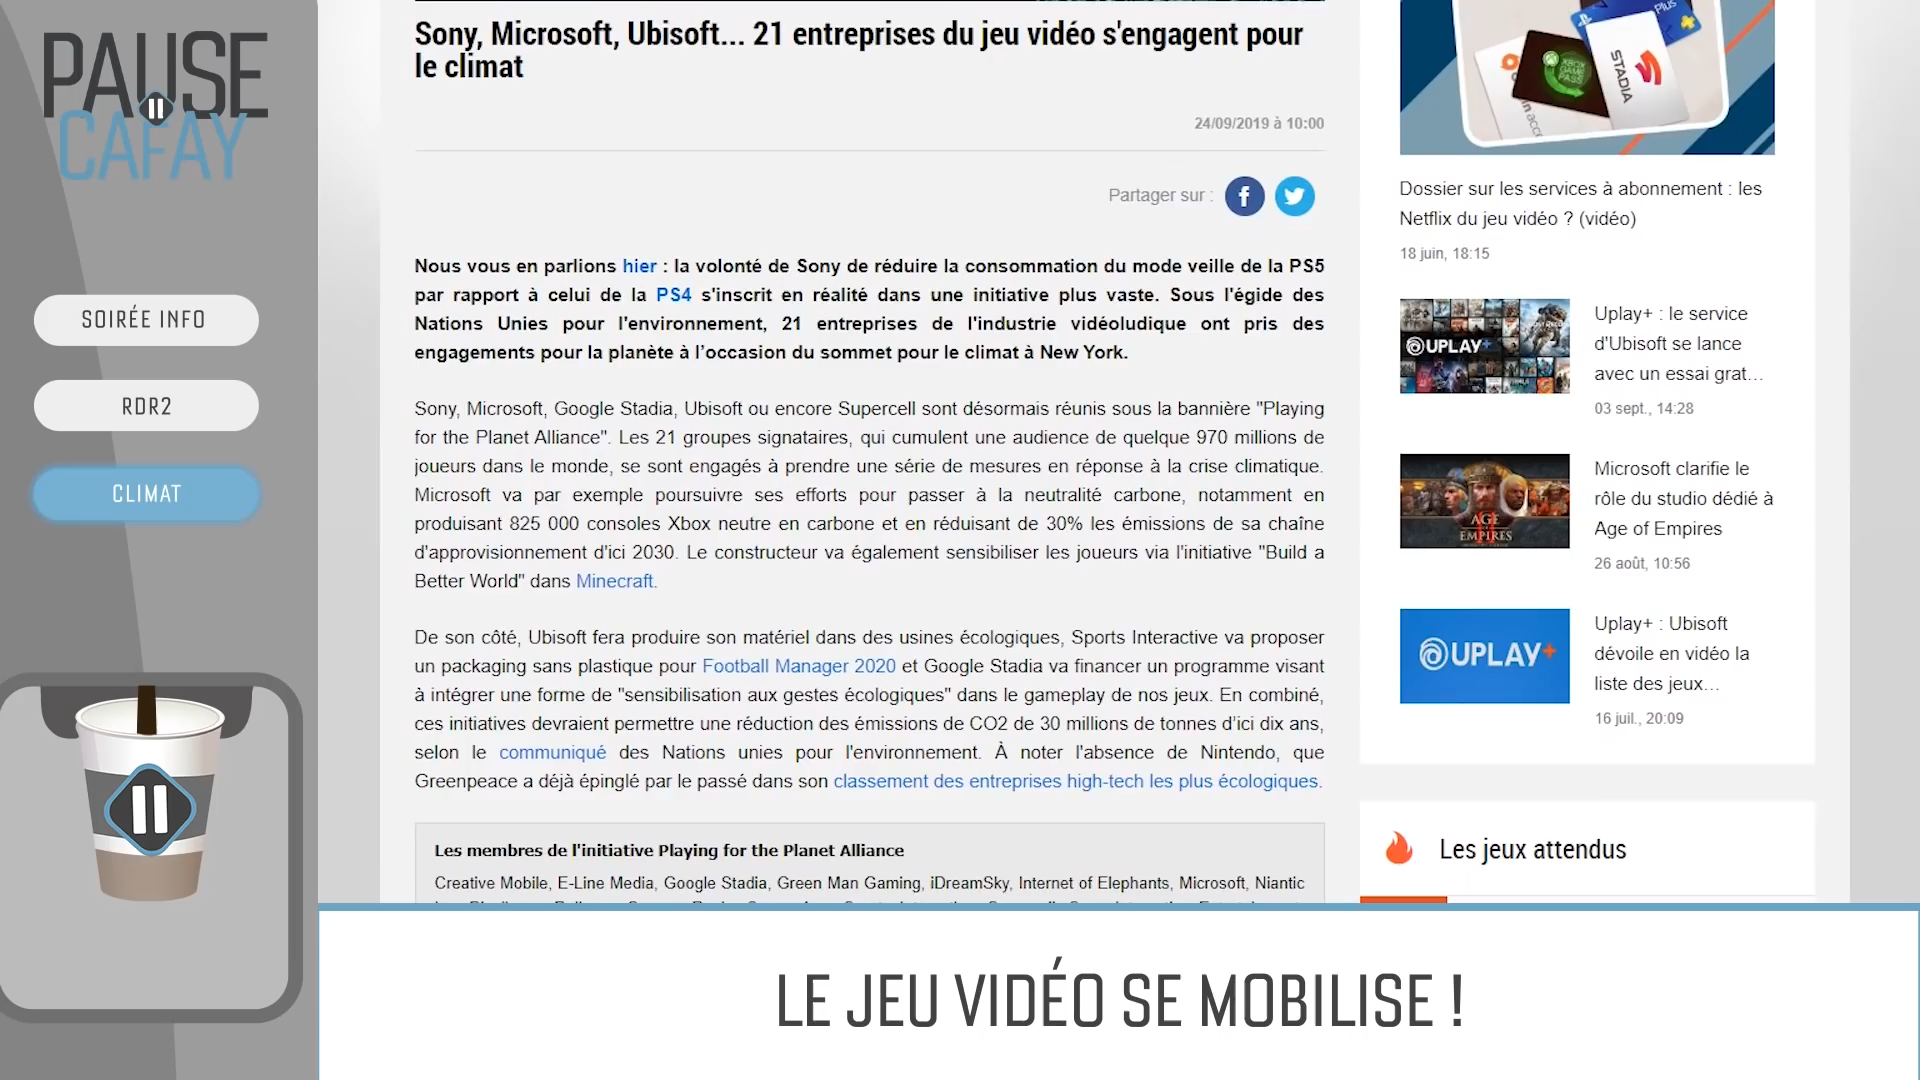 PAUSE
CAFAY
SOIRÉE INFO
RDR2
CLIMAT
Sony, Microsoft, Ubisoft... 21 entreprises du jeu vidéo s'engagent pour
le climat
24/09/2019 à 10:00
Partager sur :
Nous vous en parlions hier : la volonté de Sony de réduire la consommation du mode veille de la PS5
par rapport à celui de la PS4 s'inscrit en réalité dans une initiative plus vaste. Sous l'égide des
Nations Unies pour l'environnement, 21 entreprises de l'industrie vidéoludique ont pris des
engagements pour la planète à l'occasion du sommet pour le climat à New York.
Sony, Microsoft, Google Stadia, Ubisoft ou encore Supercell sont désormais réunis sous la bannière "Playing
for the Planet Alliance". Les 21 groupes signataires, qui cumulent une audience de quelque 970 millions de
joueurs dans le monde, se sont engagés à prendre une série de mesures en réponse à la crise climatique.
Microsoft va par exemple poursuivre ses efforts pour passer à la neutralité carbone, notamment en
produisant 825 000 consoles Xbox neutre en carbone et en réduisant de 30% les émissions de sa chaîne
d'approvisionnement d'ici 2030. Le constructeur va également sensibiliser les joueurs via l'initiative "Build a
Better World" dans Minecraft.
De son côté, Ubisoft fera produire son matériel dans des usines écologiques, Sports Interactive va proposer
un packaging sans plastique pour Football Manager 2020 et Google Stadia va financer un programme visant
à intégrer une forme de "sensibilisation aux gestes écologiques" dans le gameplay de nos jeux. En combiné,
ces initiatives devraient permettre une réduction des émissions de CO2 de 30 millions de tonnes d'ici dix ans,
selon le communiqué des Nations unies pour l'environnement. À noter l'absence de Nintendo, que
Greenpeace a déjà épinglé par le passé dans son classement des entreprises high-tech les plus écologiques.
Les membres de l'initiative Playing for the Planet Alliance
Creative Mobile, E-Line Media, Google Stadia, Green Man Gaming, iDreamSky, Internet of Elephants, Microsoft, Niantic
Plus
XBOX
GAME
PASS
STADIA
Dossier sur les services à abonnement : les
Netflix du jeu vidéo ? (vidéo)
18 juin, 18:15
UPLAY+
Uplay+ : le service
d'Ubisoft se lance
avec un essai grat...
03 sept., 14:28
AGE
EMPIRES
II
Microsoft clarifie le
rôle du studio dédié à
Age of Empires
26 août, 10:56
UPLAY+
Uplay+ : Ubisoft
dévoile en vidéo la
liste des jeux...
16 juil., 20:09
Les jeux attendus
LE JEU VIDÉO SE MOBILISE !